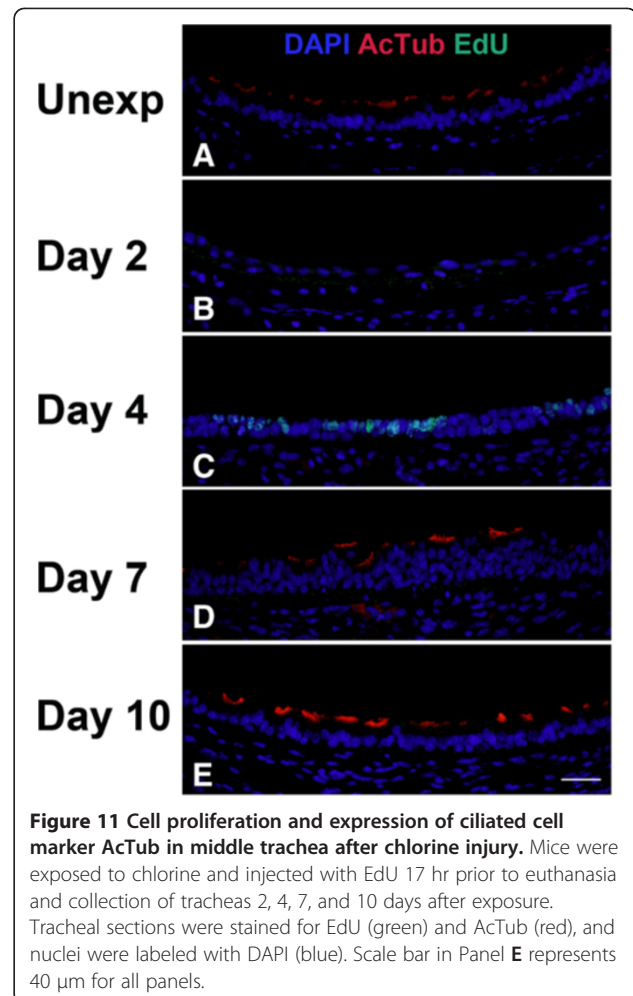 DAPI AcTub EdU
Unexp
A
Day 2
B
Day 4
C
Day 7
D
Day 10
E
Figure 11 Cell proliferation and expression of ciliated cell
marker AcTub in middle trachea after chlorine injury. Mice were
exposed to chlorine and injected with EdU 17 hr prior to euthanasia
and collection of tracheas 2, 4, 7, and 10 days after exposure.
Tracheal sections were stained for EdU (green) and AcTub (red), and
nuclei were labeled with DAPI (blue). Scale bar in Panel E represents
40 μm for all panels.